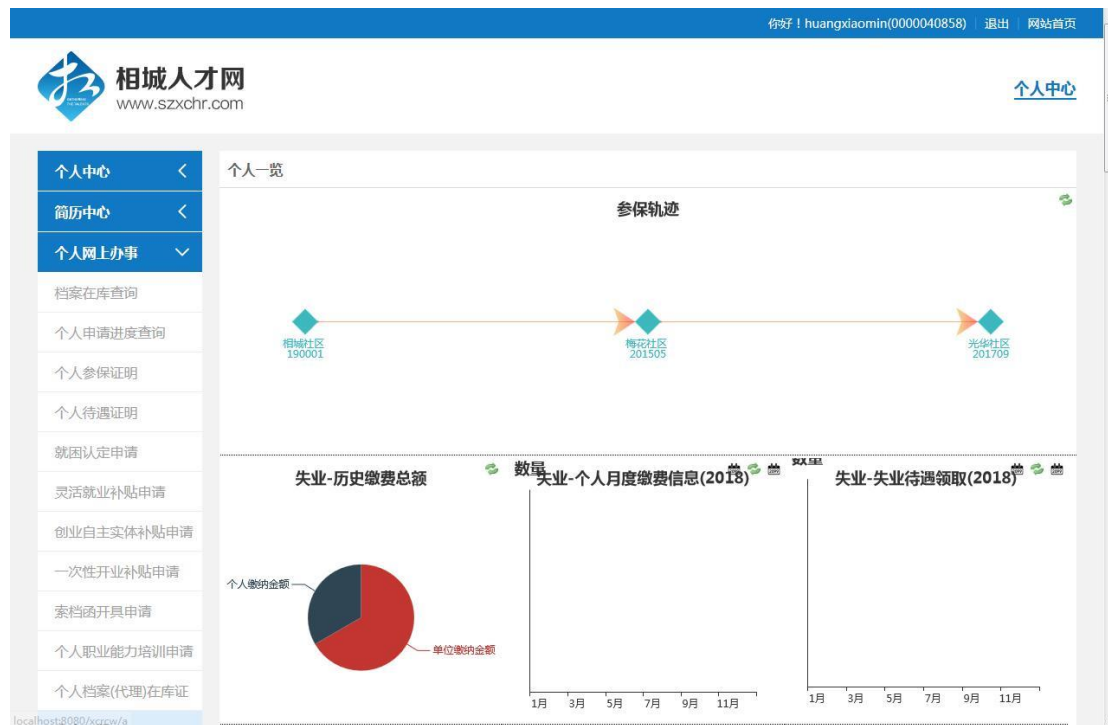 你好！huangxiaomin(0000040858) 退出 网站首页
相城人才网
www.szxchr.com
个人中心
个人中心
简历中心
个人网上办事
档案在库查询
个人申请进度查询
个人参保证明
个人待遇证明
就困认定申请
灵活就业补贴申请
创业自主实体补贴申请
一次性开业补贴申请
索档函开具申请
个人职业能力培训申请
个人档案(代理)在库证
localhost:8080/xcrcw/a
个人一览
参保轨迹
相城社区
190001
梅花社区
201505
光华社区
201709
失业-历史缴费总额
个人缴纳金额
单位缴纳金额
数量
失业-个人月度缴费信息(2018)
1月 3月 5月 7月 9月 11月
数量
失业-失业待遇领取(2018)
1月 3月 5月 7月 9月 11月